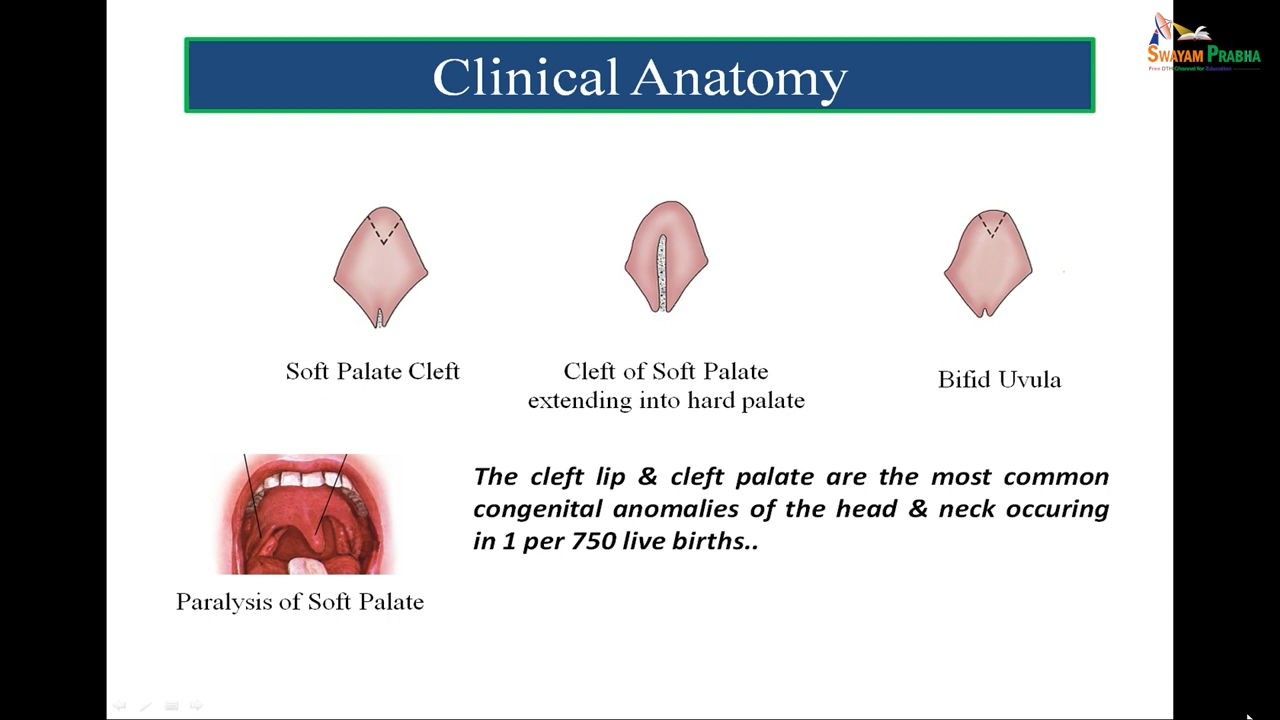 SWAYAM PRABHA
Free DTH Channel for Education
Clinical Anatomy
Soft Palate Cleft
Cleft of Soft Palate
extending into hard palate
Bifid Uvula
The cleft lip & cleft palate are the most common
congenital anomalies of the head & neck occuring
in 1 per 750 live births..
Paralysis of Soft Palate